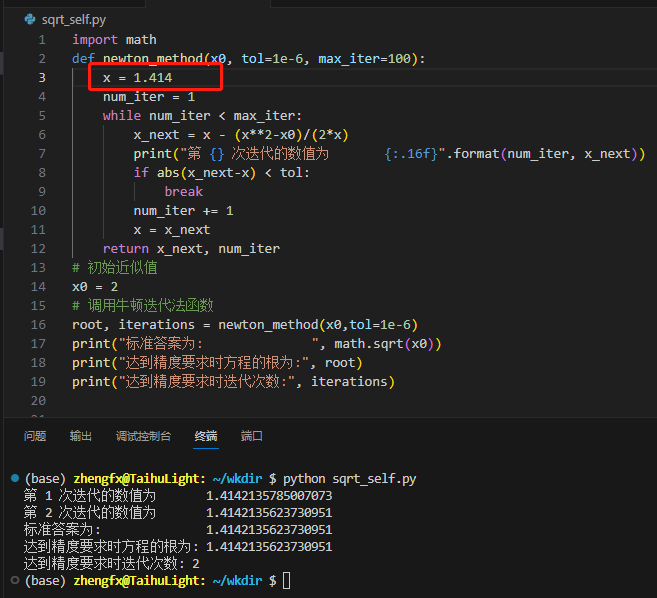 sqrt_self.py
1 import math
2 def newton_method(x0, tol=1e-6, max_iter=100):
3     x = 1.414
4     num_iter = 1
5     while num_iter < max_iter:
6         x_next = x - (x**2-x0)/(2*x)
7         print("第 {} 次迭代的数值为       {:.16f}".format(num_iter, x_next))
8         if abs(x_next-x) < tol:
9             break
10         num_iter += 1
11         x = x_next
12     return x_next, num_iter
13 # 初始近似值
14 x0 = 2
15 # 调用牛顿迭代法函数
16 root, iterations = newton_method(x0,tol=1e-6)
17 print("标准答案为:              ", math.sqrt(x0))
18 print("达到精度要求时方程的根为:", root)
19 print("达到精度要求时迭代次数:", iterations)
20
问题 输出 调试控制台 终端 端口
(base) zhengfx@TaihuLight: ~/wkdir $ python sqrt_self.py
第 1 次迭代的数值为       1.4142135785007073
第 2 次迭代的数值为       1.4142135623730951
标准答案为:               1.4142135623730951
达到精度要求时方程的根为: 1.4142135623730951
达到精度要求时迭代次数: 2
(base) zhengfx@TaihuLight: ~/wkdir $